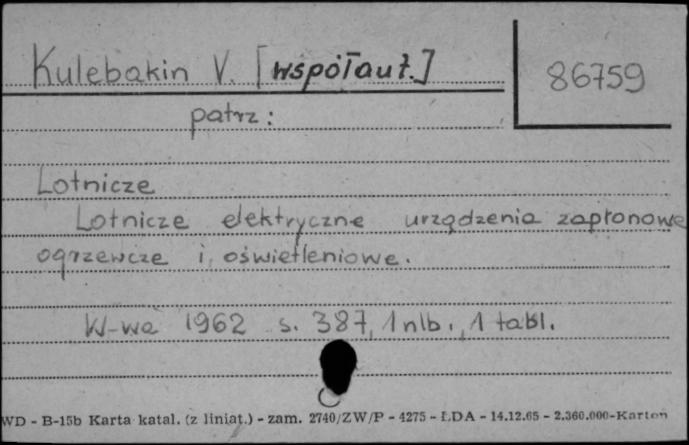 Kulebakin V. [współaut.]
86759
patrz:
Lotnicze
Lotnicze elektryczne urządzenia zapłonowe
ogrzewcze i oświetleniowe.
W-wa 1962 s. 387, 1 nlb., 1 tabl.
WD - B-15b Karta katal. (z liniat.) - zam. 2740/ZW/P - 4275 - ŁDA - 14.12.65 - 2.360.000-Karton